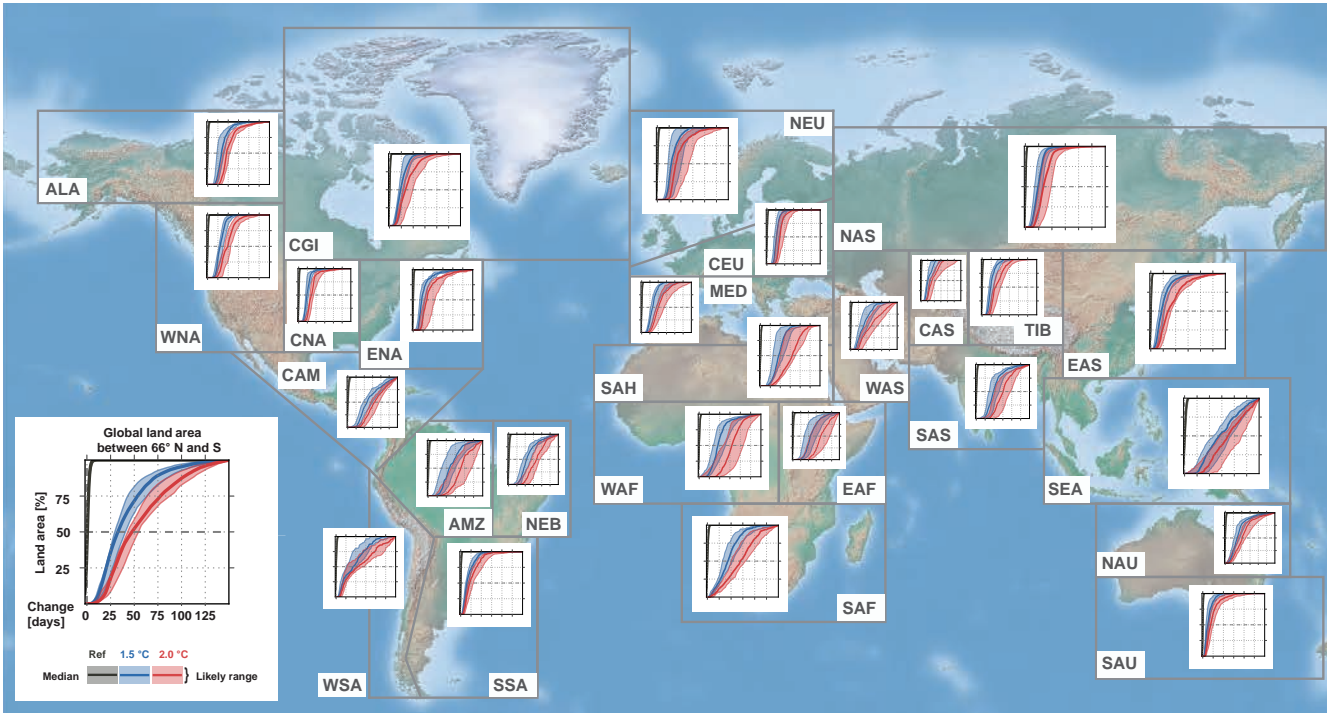 NEU
ALA
CGI
NAS
CEU
MED
CAS
TIB
WNA
CNA
ENA
EAS
CAM
SAH
WAS
SAS
WAF
EAF
SEA
AMZ
NEB
NAU
SAF
SAU
WSA
SSA
Global land area
between 66° N and S
Land area [%]
75
50
25
Change
[days]
0 25 50 75 100 125
Ref 1.5 °C 2.0 °C
Median } Likely range